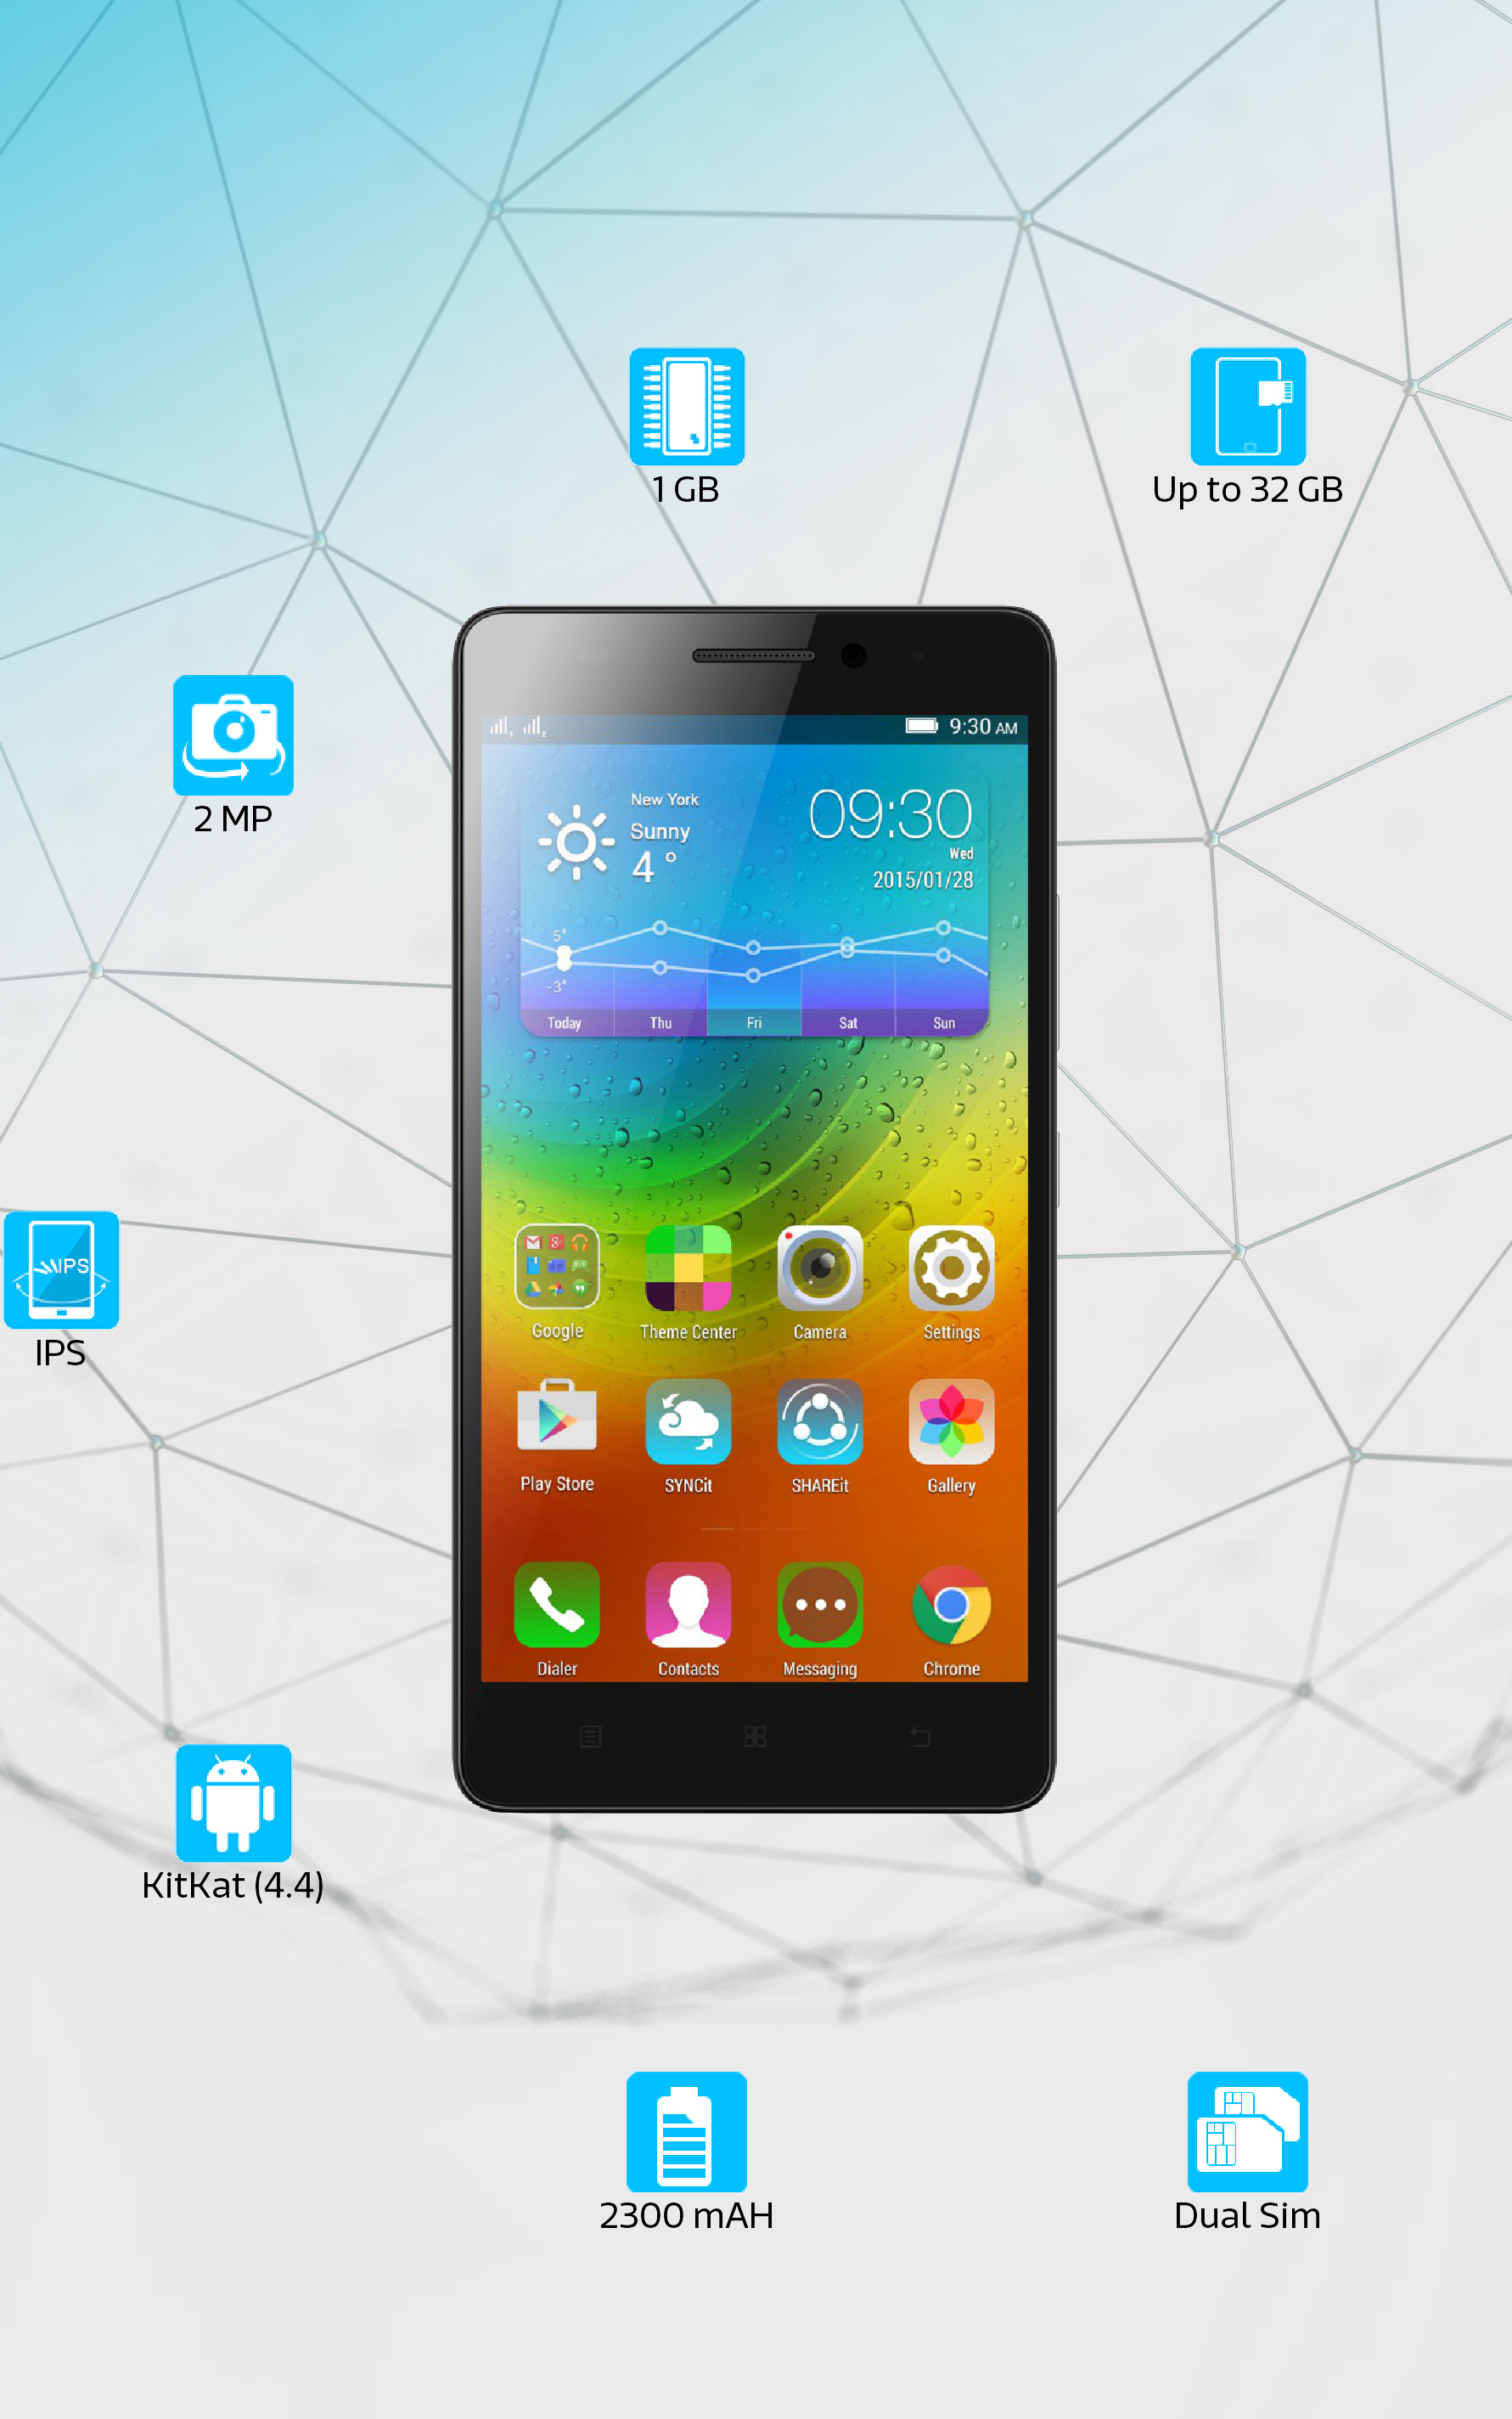 1 GB
Up to 32 GB
2 MP
9:30 AM
New York
Sunny
4°
09:30
Wed
2015/01/28
5°
-3°
Today Thu Fri Sat Sun
IPS
IPS
Google Theme Center Camera Settings
Play Store SYNCit SHAREit Gallery
Dialer Contacts Messaging Chrome
KitKat (4.4)
2300 mAH
Dual Sim